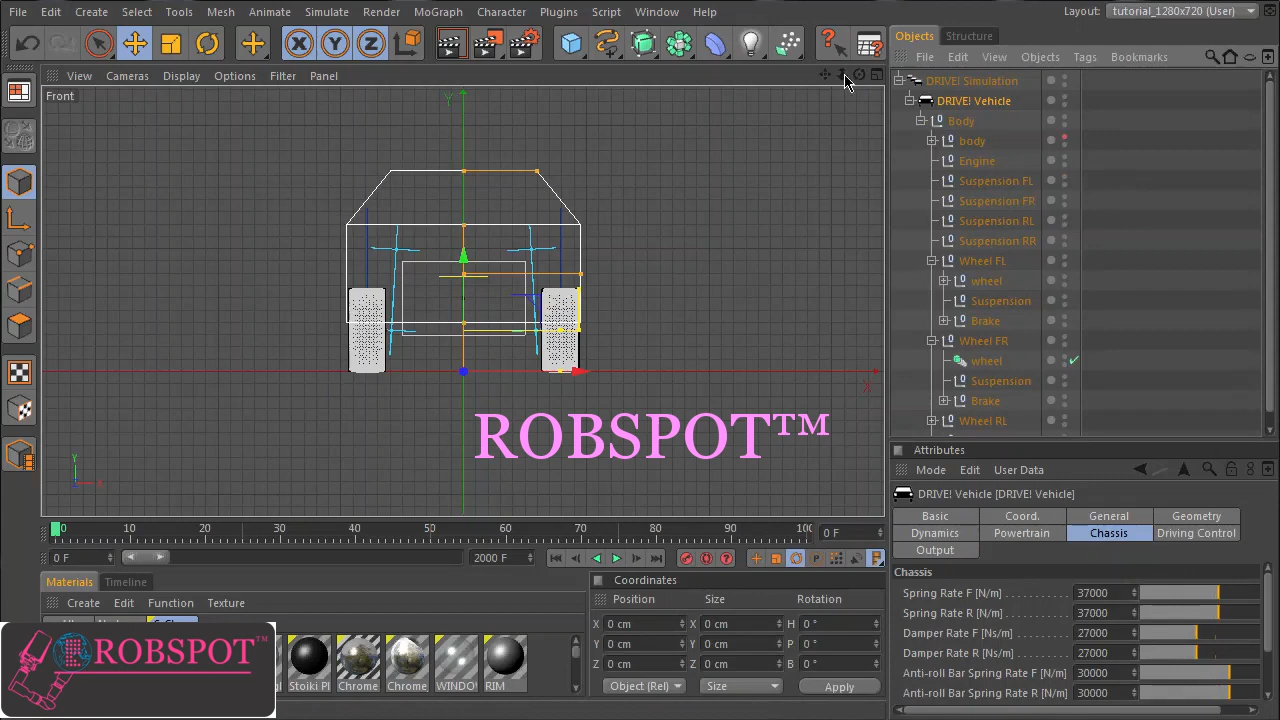 File Edit Create Select Tools Mesh Animate Simulate Render MoGraph Character Plugins Script Window Help
Layout: tutorial_1280x720 (User)
View Cameras Display Options Filter Panel
Front
Y
X
ROBSPOT™
Y
0 10 20 30 40 50 60 70 80 90 100
0 F
0 F
2000 F
Materials Timeline
Create Edit Function Texture
ROBSPOT™
Stoiki Pl Chrome Chrome WINDO RIM
Coordinates
Position Size Rotation
X 0 cm X 0 cm H 0 °
Y 0 cm Y 0 cm P 0 °
Z 0 cm Z 0 cm B 0 °
Object (Rel) Size Apply
Objects Structure
File Edit View Objects Tags Bookmarks
DRIVE! Simulation
DRIVE! Vehicle
Body
body
Engine
Suspension FL
Suspension FR
Suspension RL
Suspension RR
Wheel FL
wheel
Suspension
Brake
Wheel FR
wheel
Suspension
Brake
Wheel RL
Attributes
Mode Edit User Data
DRIVE! Vehicle [DRIVE! Vehicle]
Basic Coord. General Geometry
Dynamics Powertrain Chassis Driving Control
Output
Chassis
Spring Rate F [N/m] 37000
Spring Rate R [N/m] 37000
Damper Rate F [Ns/m] 27000
Damper Rate R [Ns/m] 27000
Anti-roll Bar Spring Rate F [N/m] 30000
Anti-roll Bar Spring Rate R [N/m] 30000